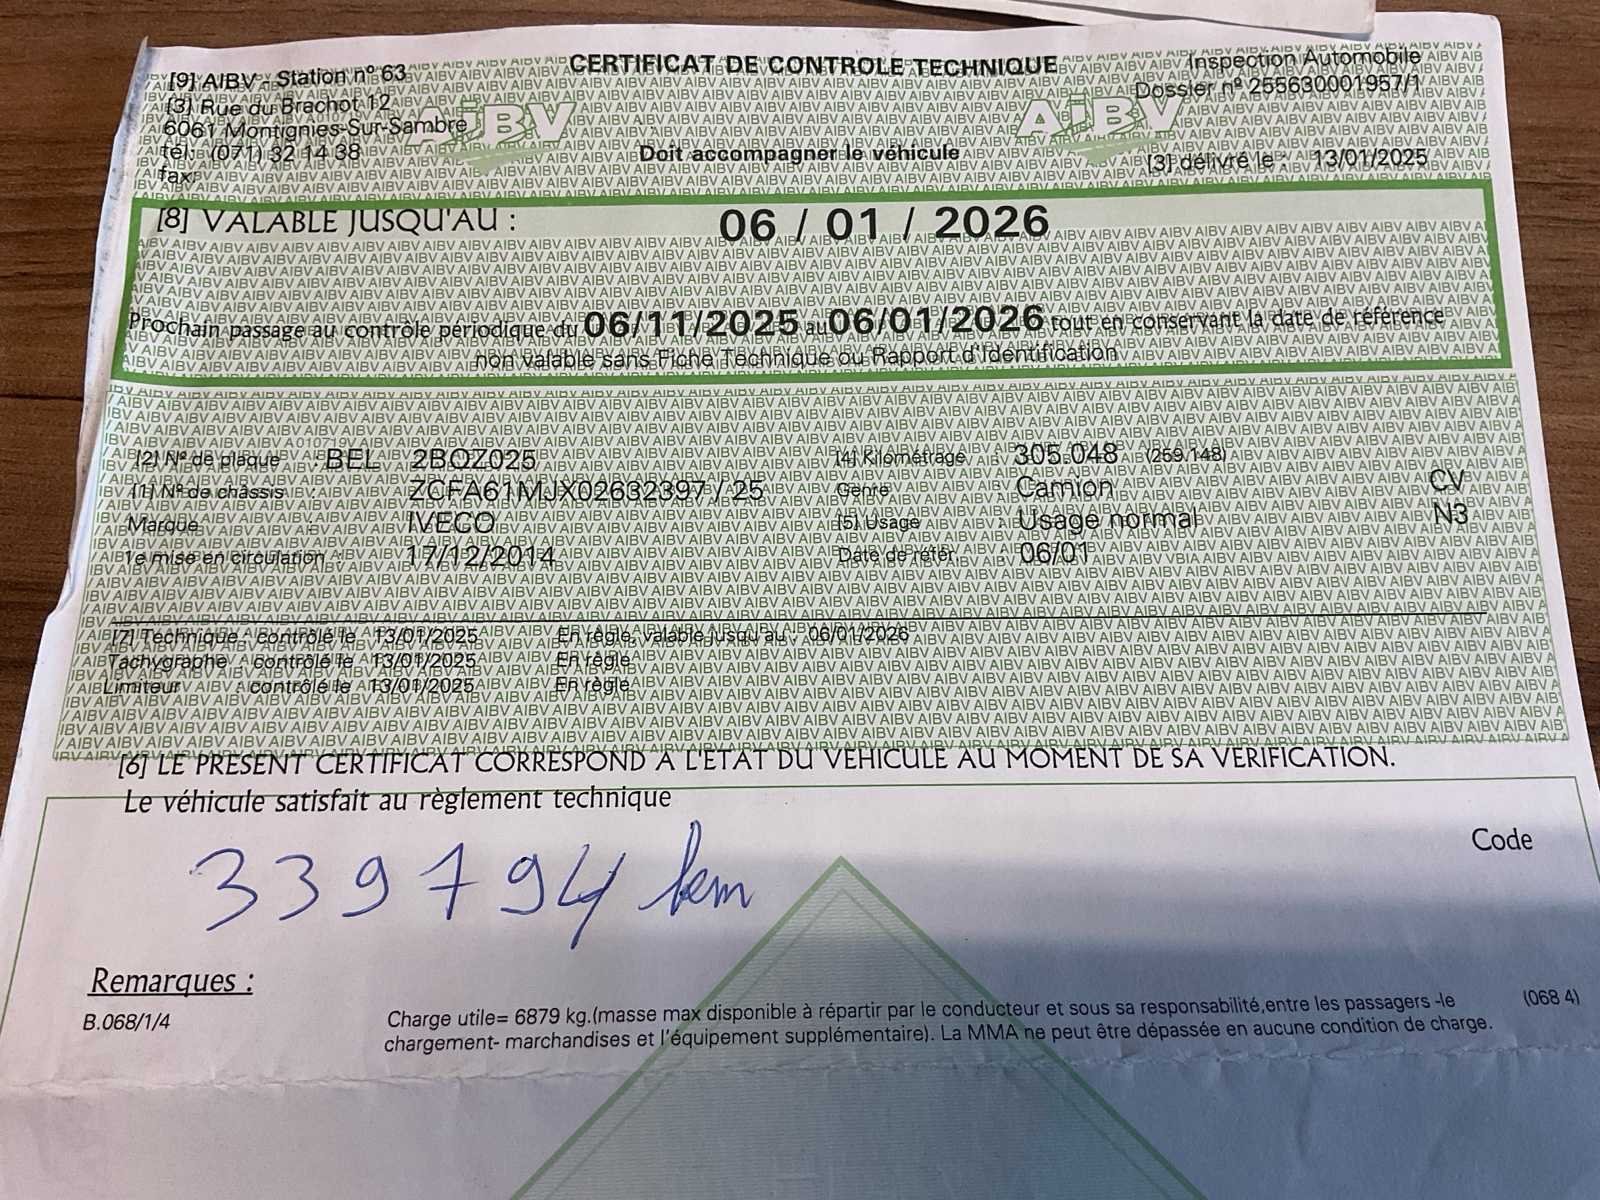 CERTIFICAT DE CONTROLE TECHNIQUE
[9] AIBV - Station n° 63
[3] Rue du Brachot 12
6061 Montignies-Sur-Sambre
tél: (071) 32 14 38
fax:
AiBV
AiBV
Inspection Automobile
Dossier n° 255630001957/1
Doit accompagner le véhicule
[3] délivré le : 13/01/2025
[8] VALABLE JUSQU'AU : 06 / 01 / 2026
Prochain passage au contrôle périodique du 06/11/2025 au 06/01/2026 tout en conservant la date de référence
non valable sans Fiche Technique ou Rapport d'Identification
010719
[2] N° de plaque : BEL 2BQZ025
[4] Kilométrage : 305.048 (259.148)
[1] N° de châssis : ZCFA61MJX02632397 / 25
Genre : Camion CV
Marque : IVECO
[5] Usage : Usage normal N3
1e mise en circulation : 17/12/2014
Date de référ. : 06/01
[7] Technique : contrôlé le 13/01/2025 En règle, valable jusqu'au : 06/01/2026
Tachygraphe : contrôlé le 13/01/2025 En règle
Limiteur : contrôlé le 13/01/2025 En règle
[6] LE PRESENT CERTIFICAT CORRESPOND A L'ETAT DU VEHICULE AU MOMENT DE SA VERIFICATION.
Le véhicule satisfait au règlement technique
Code
339794 km
Remarques :
B.068/1/4
Charge utile= 6879 kg.(masse max disponible à répartir par le conducteur et sous sa responsabilité,entre les passagers -le (068 4)
chargement- marchandises et l'équipement supplémentaire). La MMA ne peut être dépassée en aucune condition de charge.